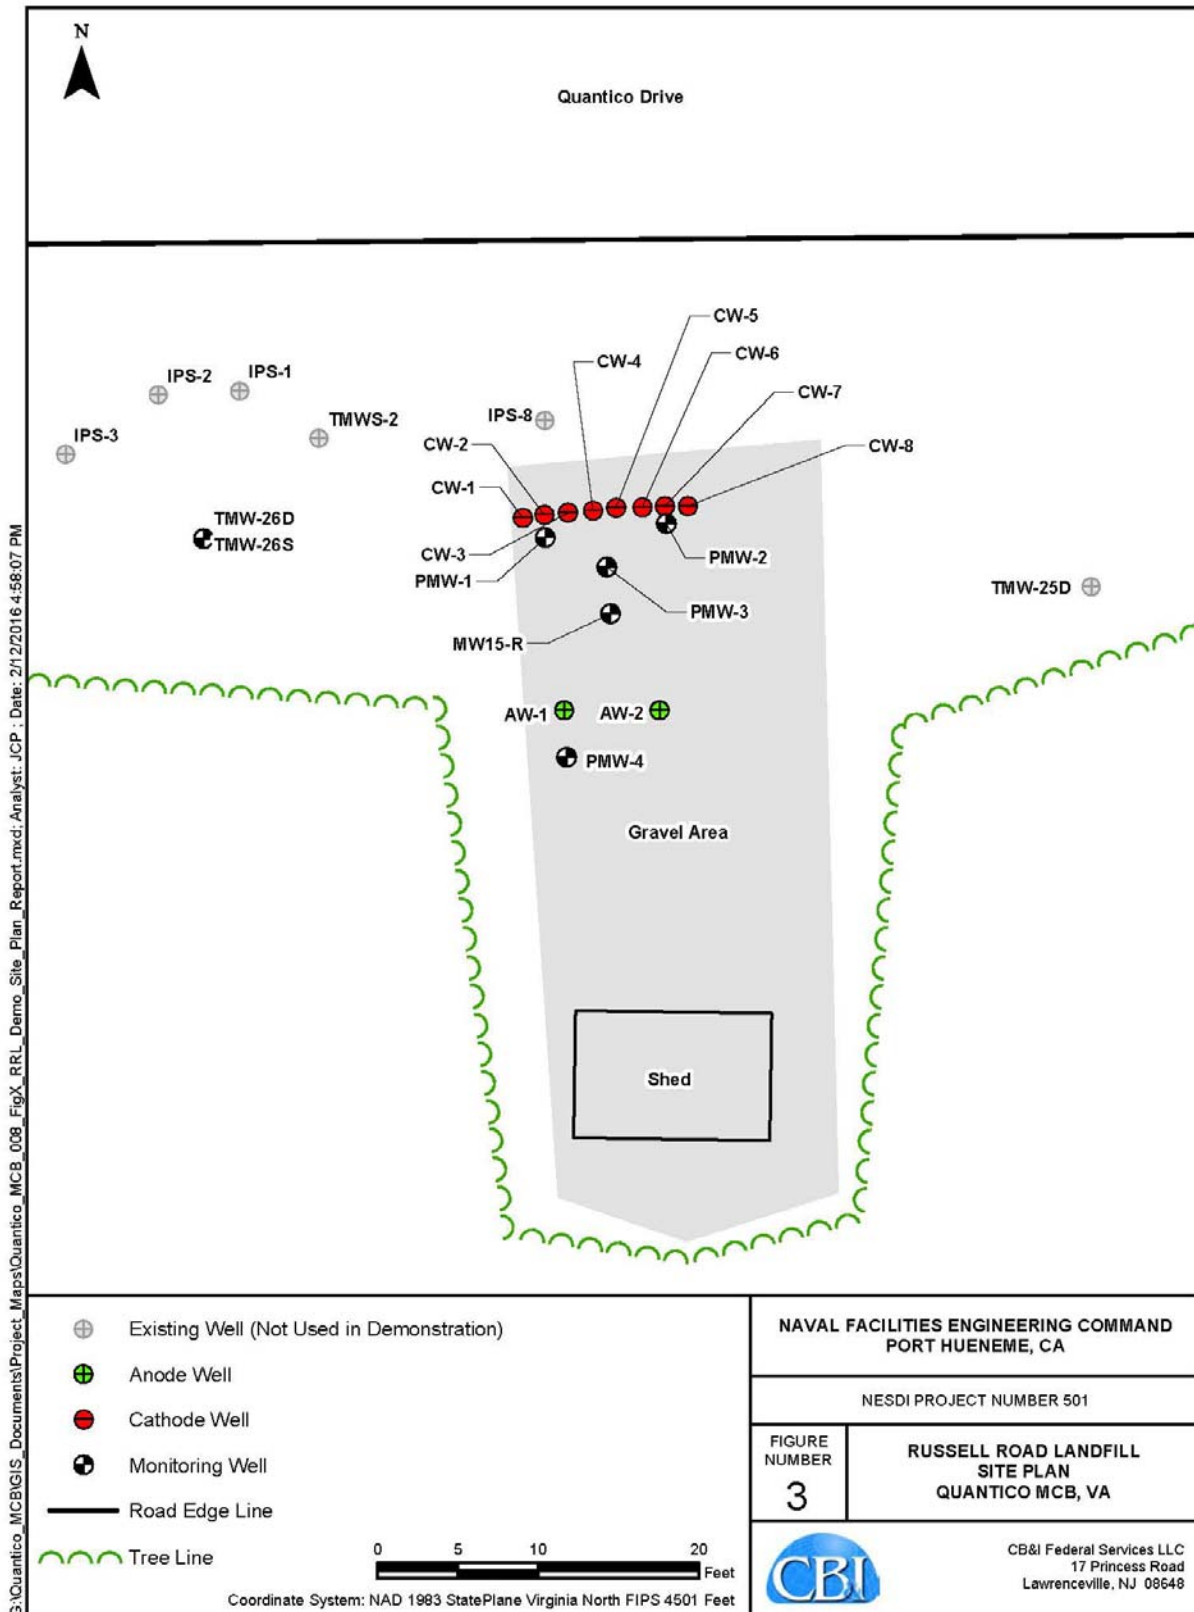 N
Quantico Drive
CW-5
CW-4
CW-6
IPS-2
IPS-1
CW-7
TMWS-2
IPS-8
IPS-3
CW-2
CW-8
CW-1
TMW-26D
TMW-26S
CW-3
PMW-1
PMW-2
TMW-25D
PMW-3
MW15-R
AW-1
AW-2
PMW-4
Gravel Area
Shed
G:\Quantico_MCB\GIS_Documents\Project_Maps\Quantico_MCB_008_FigX_RRL_Demo_Site_Plan_Report.mxd; Analyst: JCP ; Date: 2/12/2016 4:58:07 PM
Existing Well (Not Used in Demonstration)
Anode Well
Cathode Well
Monitoring Well
Road Edge Line
Tree Line
0 5 10 20
Feet
Coordinate System: NAD 1983 StatePlane Virginia North FIPS 4501 Feet
NAVAL FACILITIES ENGINEERING COMMAND
PORT HUENEME, CA
NESDI PROJECT NUMBER 501
FIGURE
NUMBER
3
RUSSELL ROAD LANDFILL
SITE PLAN
QUANTICO MCB, VA
CB&I
CB&I Federal Services LLC
17 Princess Road
Lawrenceville, NJ 08648